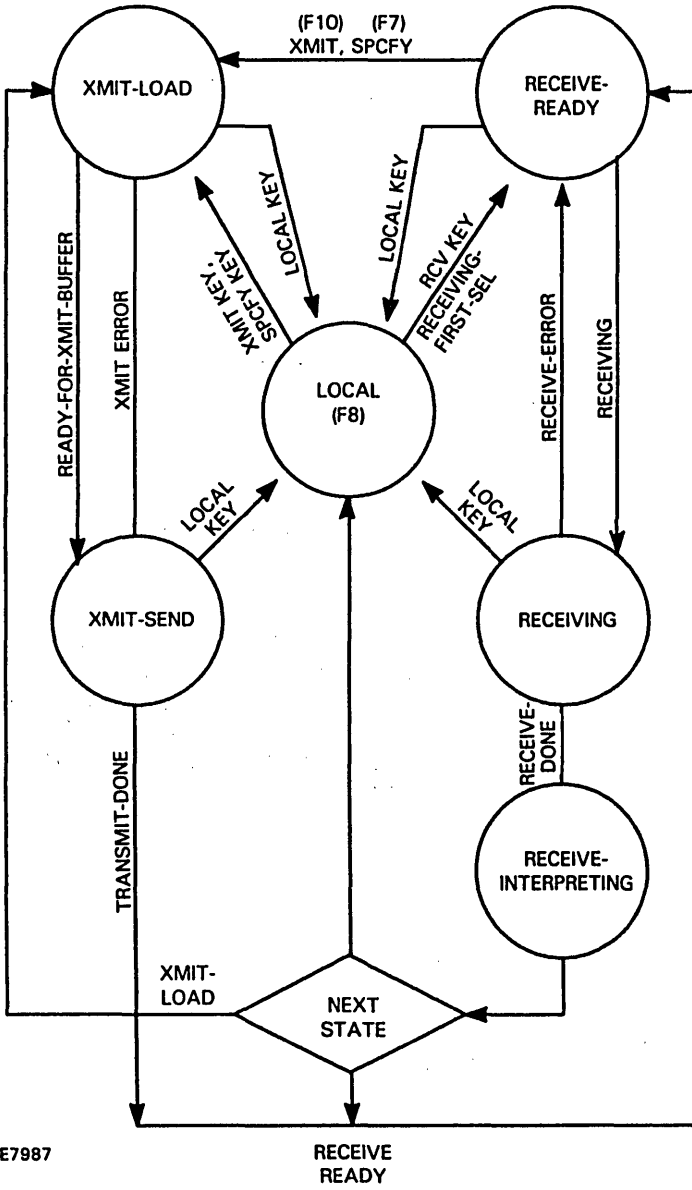 (F10) (F7)
XMIT, SPCFY
XMIT-LOAD
RECEIVE-
READY
LOCAL KEY
LOCAL KEY
XMIT KEY,
SPCFY KEY
RCV KEY
RECEIVING-
FIRST-SEL
READY-FOR-XMIT-BUFFER
XMIT ERROR
RECEIVE-ERROR
RECEIVING
LOCAL
(F8)
LOCAL
KEY
LOCAL
KEY
XMIT-SEND
RECEIVING
TRANSMIT-DONE
RECEIVE-
DONE
RECEIVE-
INTERPRETING
XMIT-
LOAD
NEXT
STATE
E7987
RECEIVE
READY